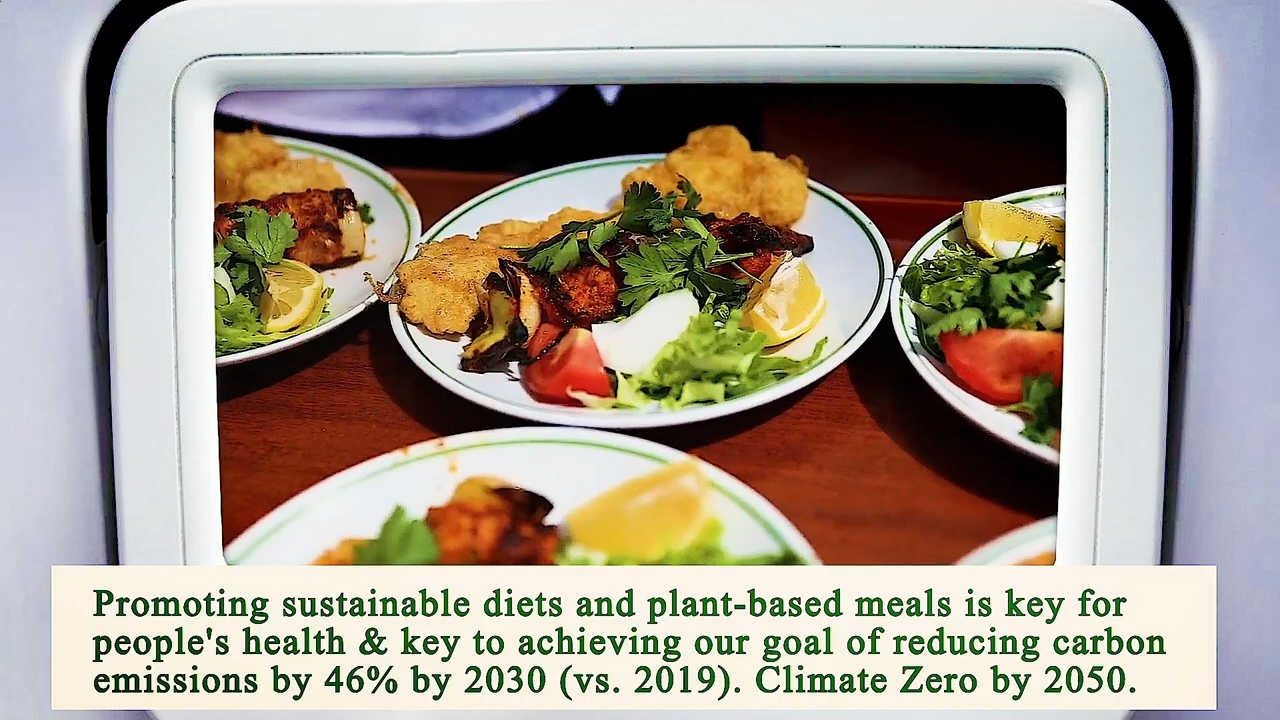 Promoting sustainable diets and plant-based meals is key for
people's health & key to achieving our goal of reducing carbon
emissions by 46% by 2030 (vs. 2019). Climate Zero by 2050.